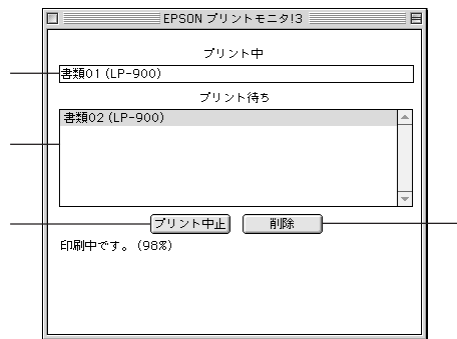 EPSON プリントモニタ!3
プリント中
書類01 (LP-900)
プリント待ち
書類02 (LP-900)
プリント中止 削除
印刷中です。(98%)